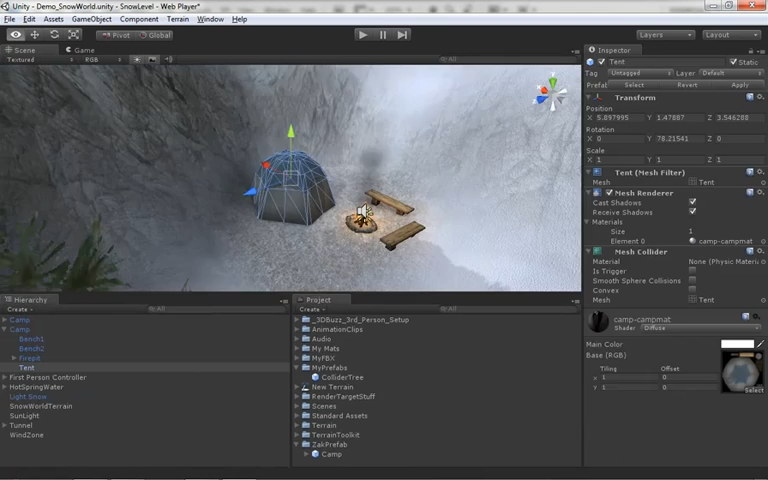 Unity - Demo_SnowWorld.unity - SnowLevel - Web Player*
File Edit Assets GameObject Component Terrain Window Help
Pivot Global Layers Layout
Scene Game
Textured RGB All
Inspector
Tent Static
Tag Untagged Layer Default
Prefab Select Revert Apply
Transform
Position
X 5.897995 Y 1.47887 Z 3.546288
Rotation
X 0 Y 78.21541 Z 0
Scale
X 1 Y 1 Z 1
Tent (Mesh Filter)
Mesh Tent
Mesh Renderer
Cast Shadows
Receive Shadows
Materials
Size 1
Element 0 camp-campmat
Mesh Collider
Material None (Physic Materi
Is Trigger
Smooth Sphere Collisions
Convex
Mesh Tent
camp-campmat
Shader Diffuse
Main Color
Base (RGB)
Tiling Offset
x 1 0
y 1 0
Select
Hierarchy
Create All
Camp
Camp
Bench1
Bench2
Firepit
Tent
First Person Controller
HotSpringWater
Light Snow
SnowWorldTerrain
SunLight
Tunnel
WindZone
Project
Create All
_3DBuzz_3rd_Person_Setup
AnimationClips
Audio
My Mats
MyFBX
MyPrefabs
ColliderTree
New Terrain
RenderTargetStuff
Scenes
Standard Assets
Terrain
TerrainToolkit
ZakPrefab
Camp